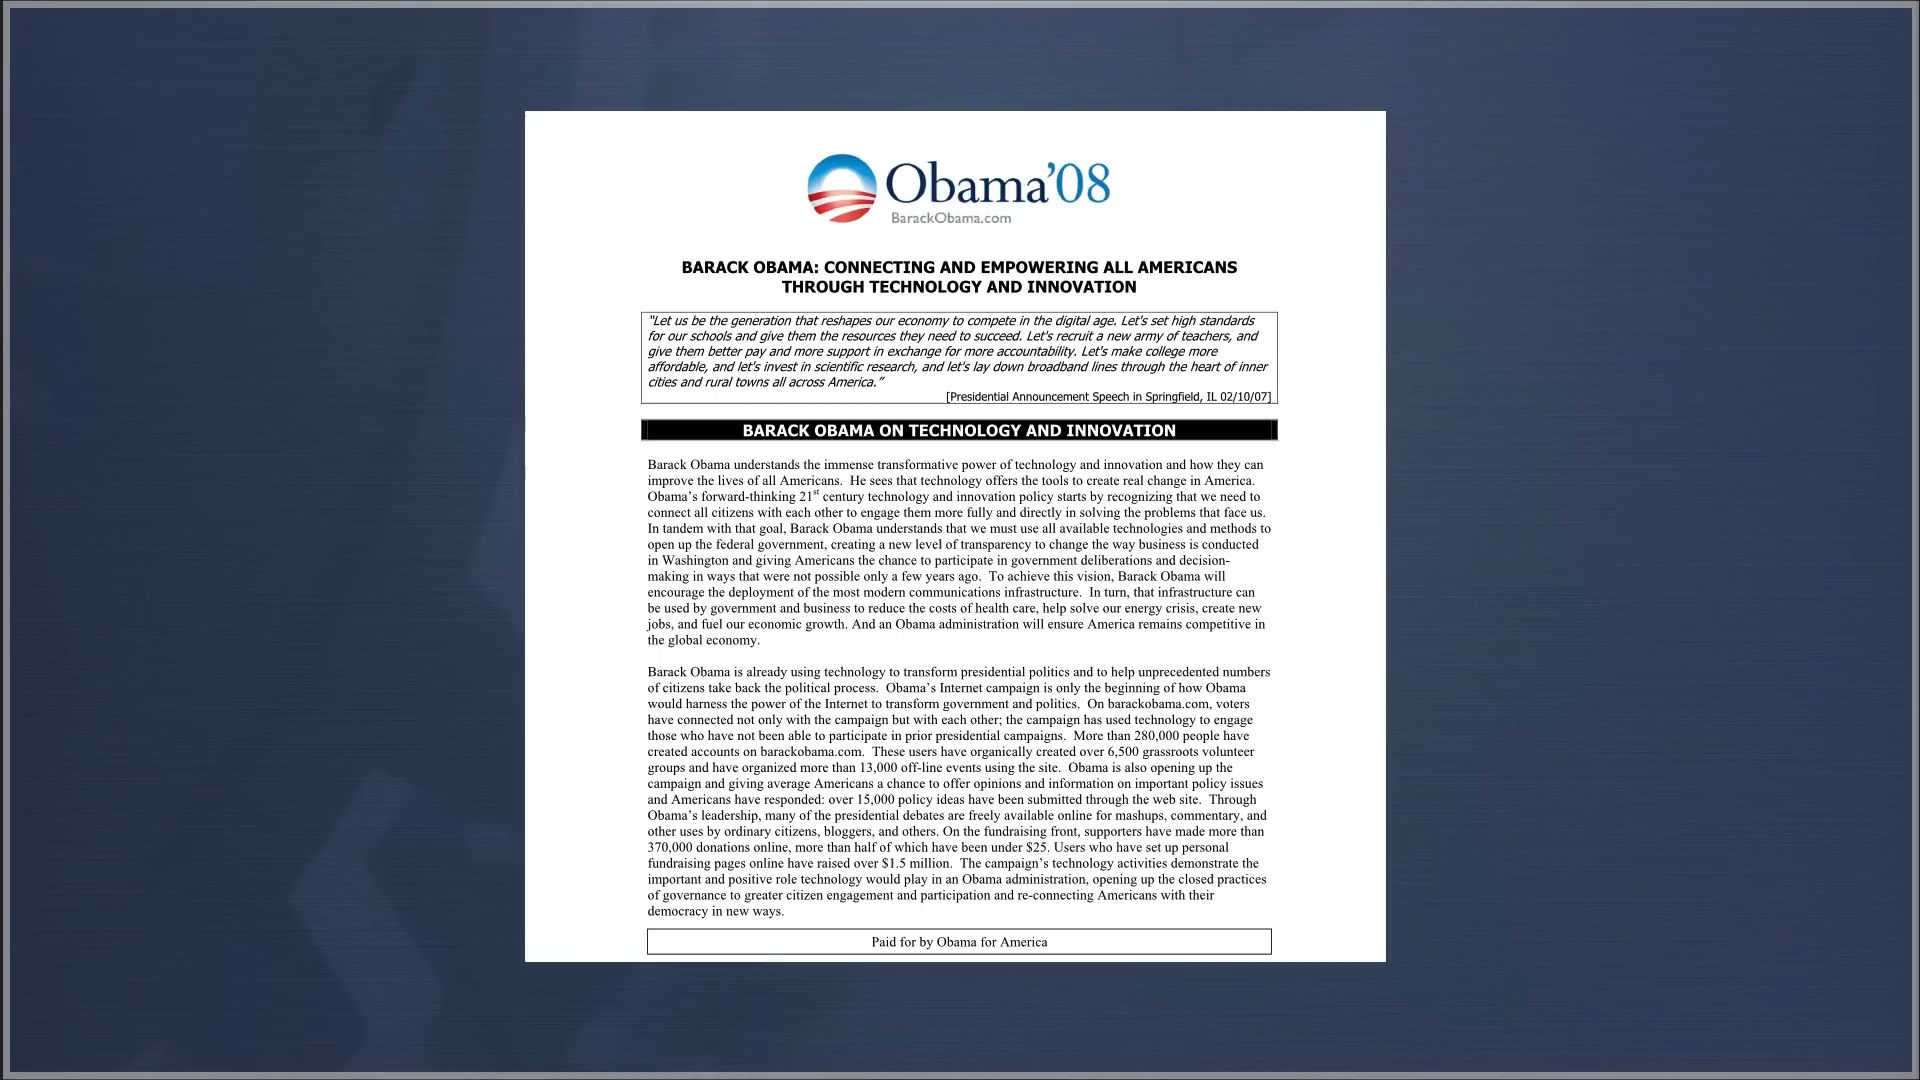 Obama'08
BarackObama.com
BARACK OBAMA: CONNECTING AND EMPOWERING ALL AMERICANS
THROUGH TECHNOLOGY AND INNOVATION
“Let us be the generation that reshapes our economy to compete in the digital age. Let's set high standards
for our schools and give them the resources they need to succeed. Let's recruit a new army of teachers, and
give them better pay and more support in exchange for more accountability. Let's make college more
affordable, and let's invest in scientific research, and let's lay down broadband lines through the heart of inner
cities and rural towns all across America.”
[Presidential Announcement Speech in Springfield, IL 02/10/07]
BARACK OBAMA ON TECHNOLOGY AND INNOVATION
Barack Obama understands the immense transformative power of technology and innovation and how they can
improve the lives of all Americans.  He sees that technology offers the tools to create real change in America.
Obama’s forward-thinking 21st century technology and innovation policy starts by recognizing that we need to
connect all citizens with each other to engage them more fully and directly in solving the problems that face us.
In tandem with that goal, Barack Obama understands that we must use all available technologies and methods to
open up the federal government, creating a new level of transparency to change the way business is conducted
in Washington and giving Americans the chance to participate in government deliberations and decision-
making in ways that were not possible only a few years ago.  To achieve this vision, Barack Obama will
encourage the deployment of the most modern communications infrastructure.  In turn, that infrastructure can
be used by government and business to reduce the costs of health care, help solve our energy crisis, create new
jobs, and fuel our economic growth. And an Obama administration will ensure America remains competitive in
the global economy.
Barack Obama is already using technology to transform presidential politics and to help unprecedented numbers
of citizens take back the political process.  Obama’s Internet campaign is only the beginning of how Obama
would harness the power of the Internet to transform government and politics.  On barackobama.com, voters
have connected not only with the campaign but with each other; the campaign has used technology to engage
those who have not been able to participate in prior presidential campaigns.  More than 280,000 people have
created accounts on barackobama.com.  These users have organically created over 6,500 grassroots volunteer
groups and have organized more than 13,000 off-line events using the site.  Obama is also opening up the
campaign and giving average Americans a chance to offer opinions and information on important policy issues
and Americans have responded: over 15,000 policy ideas have been submitted through the web site.  Through
Obama’s leadership, many of the presidential debates are freely available online for mashups, commentary, and
other uses by ordinary citizens, bloggers, and others. On the fundraising front, supporters have made more than
370,000 donations online, more than half of which have been under $25. Users who have set up personal
fundraising pages online have raised over $1.5 million.  The campaign’s technology activities demonstrate the
important and positive role technology would play in an Obama administration, opening up the closed practices
of governance to greater citizen engagement and participation and re-connecting Americans with their
democracy in new ways.
Paid for by Obama for America